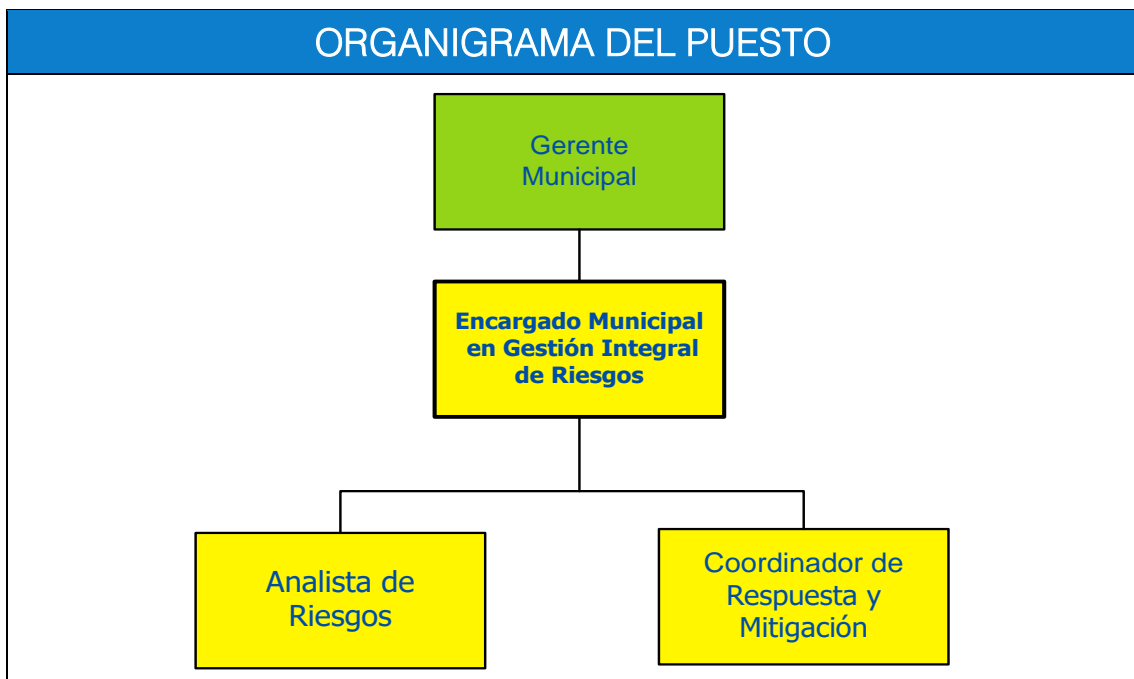 ORGANIGRAMA DEL PUESTO
Gerente
Municipal
Encargado Municipal
en Gestión Integral
de Riesgos
Analista de
Riesgos
Coordinador de
Respuesta y
Mitigación